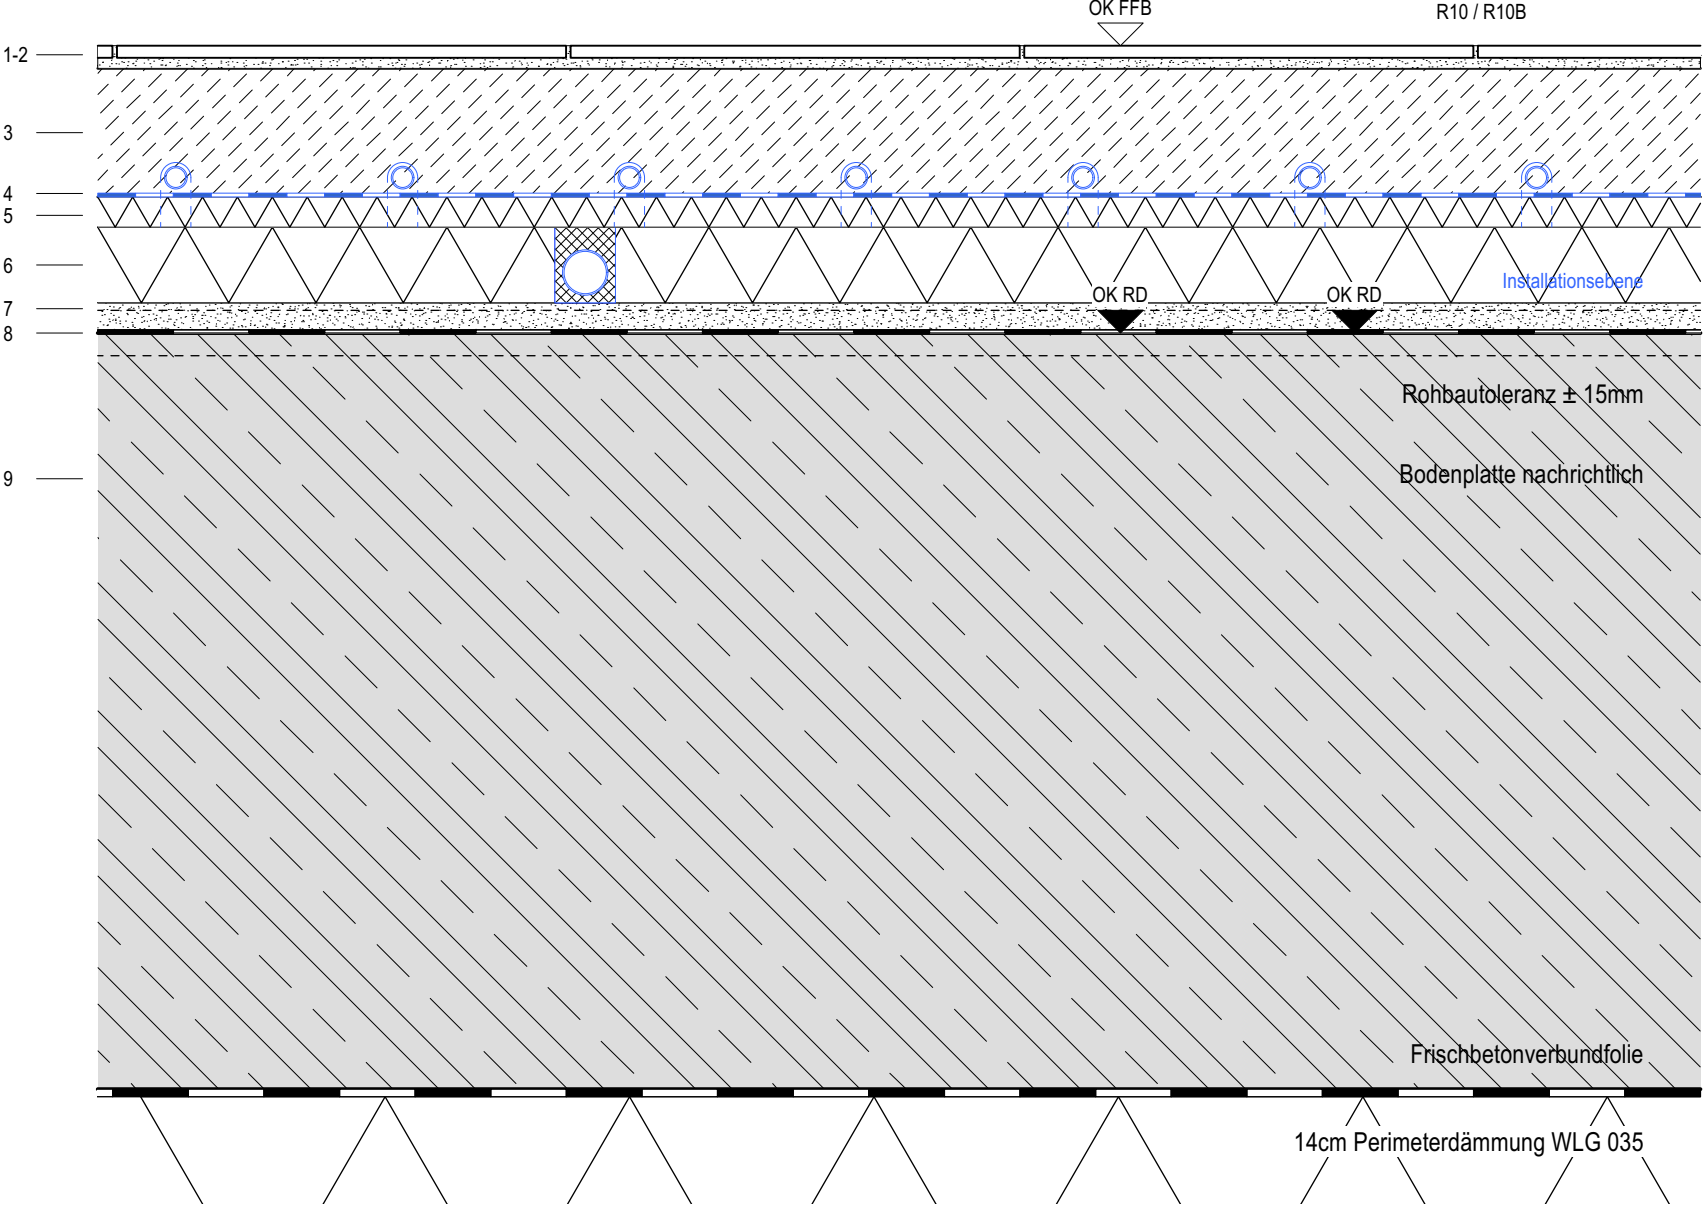 OK FFB
R10 / R10B
1-2
3
4
5
6
Installationsebene
7
OK RD
OK RD
8
Rohbautoleranz ± 15mm
9
Bodenplatte nachrichtlich
Frischbetonverbundfolie
14cm Perimeterdämmung WLG 035